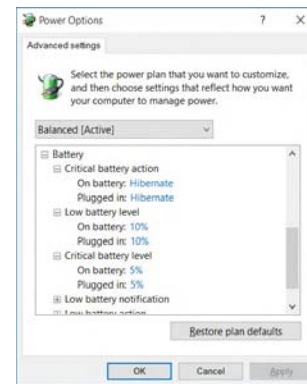 Power Options
?
X
Advanced settings
Select the power plan that you want to customize,
and then choose settings that reflect how you want
your computer to manage power.
Balanced [Active]
Battery
Critical battery action
On battery: Hibernate
Plugged in: Hibernate
Low battery level
On battery: 10%
Plugged in: 10%
Critical battery level
On battery: 5%
Plugged in: 5%
Low battery notification
Low battery action
Restore plan defaults
OK
Cancel
Apply